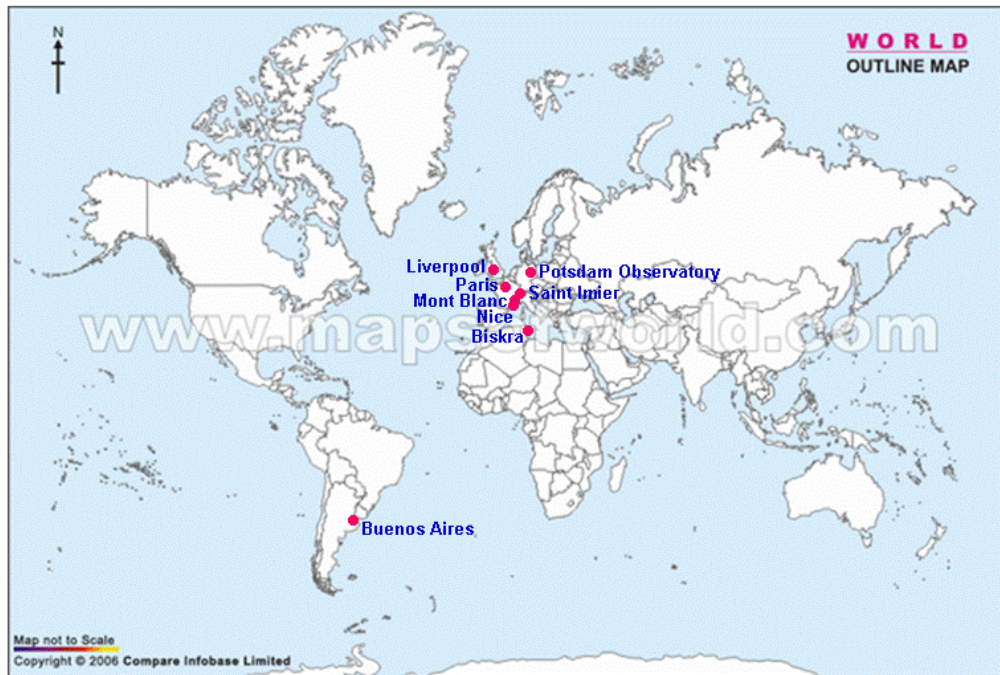 N
WORLD
OUTLINE MAP
Liverpool
Potsdam Observatory
Paris
Saint Imier
Mont Blanc
Nice
www.mapsofworld.com
Biskra
Buenos Aires
Map not to Scale
Copyright © 2006 Compare Infobase Limited